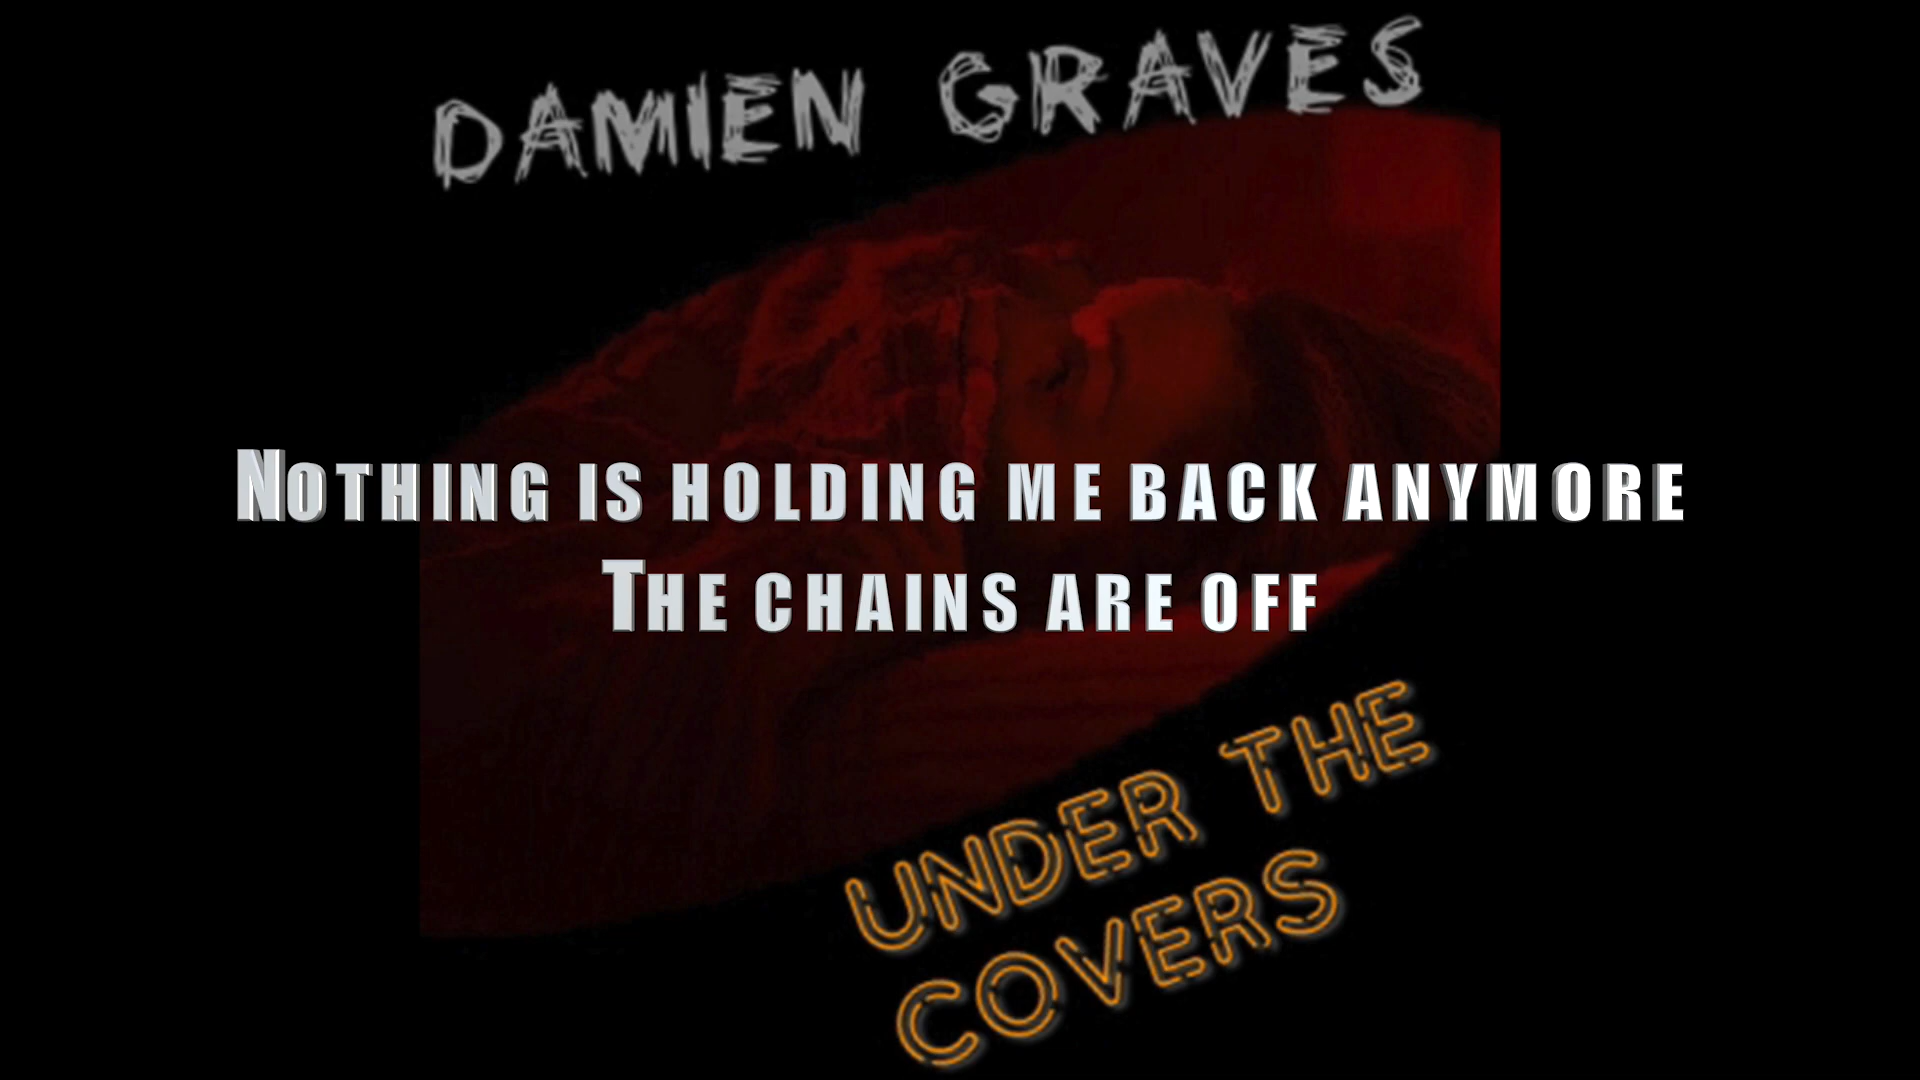 DAMIEN GRAVES
NOTHING IS HOLDING ME BACK ANYMORE
THE CHAINS ARE OFF
UNDER THE
COVERS